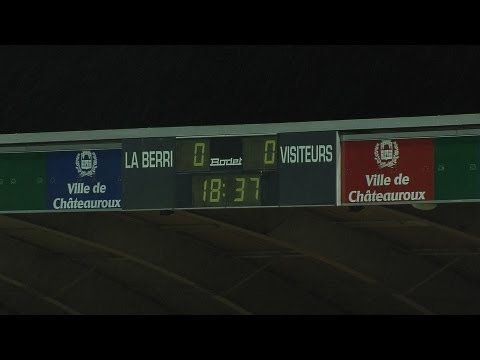 Ville de
Châteauroux
LA BERRI
0
Bodet
0
18:37
VISITEURS
Ville de
Châteauroux